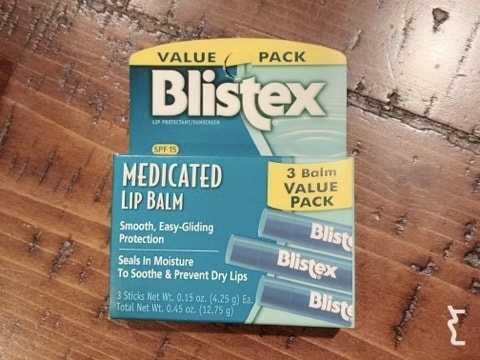 VALUE PACK
Blistex
LIP PROTECTANT/SUNSCREEN
SPF 15
MEDICATED
LIP BALM
3 Balm
VALUE
PACK
Smooth, Easy-Gliding
Protection
Seals In Moisture
To Soothe & Prevent Dry Lips
Blist
Blistex
Blist
3 Sticks Net Wt. 0.15 oz. (4.25 g) Ea.
Total Net Wt. 0.45 oz. (12.75 g)